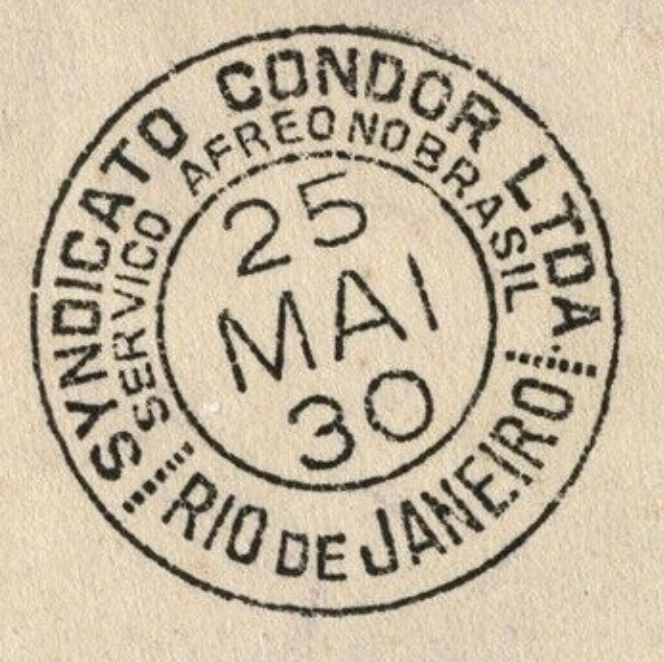 SYNDICATO CONDOR LTDA.
SERVICO AEREO NO BRASIL
25
MAI
30
RIO DE JANEIRO